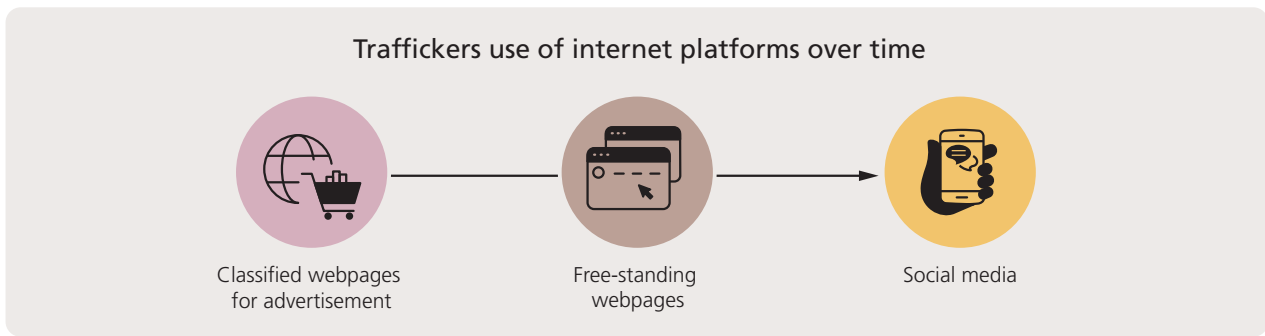 Traffickers use of internet platforms over time
Classified webpages
for advertisement
Free-standing
webpages
Social media